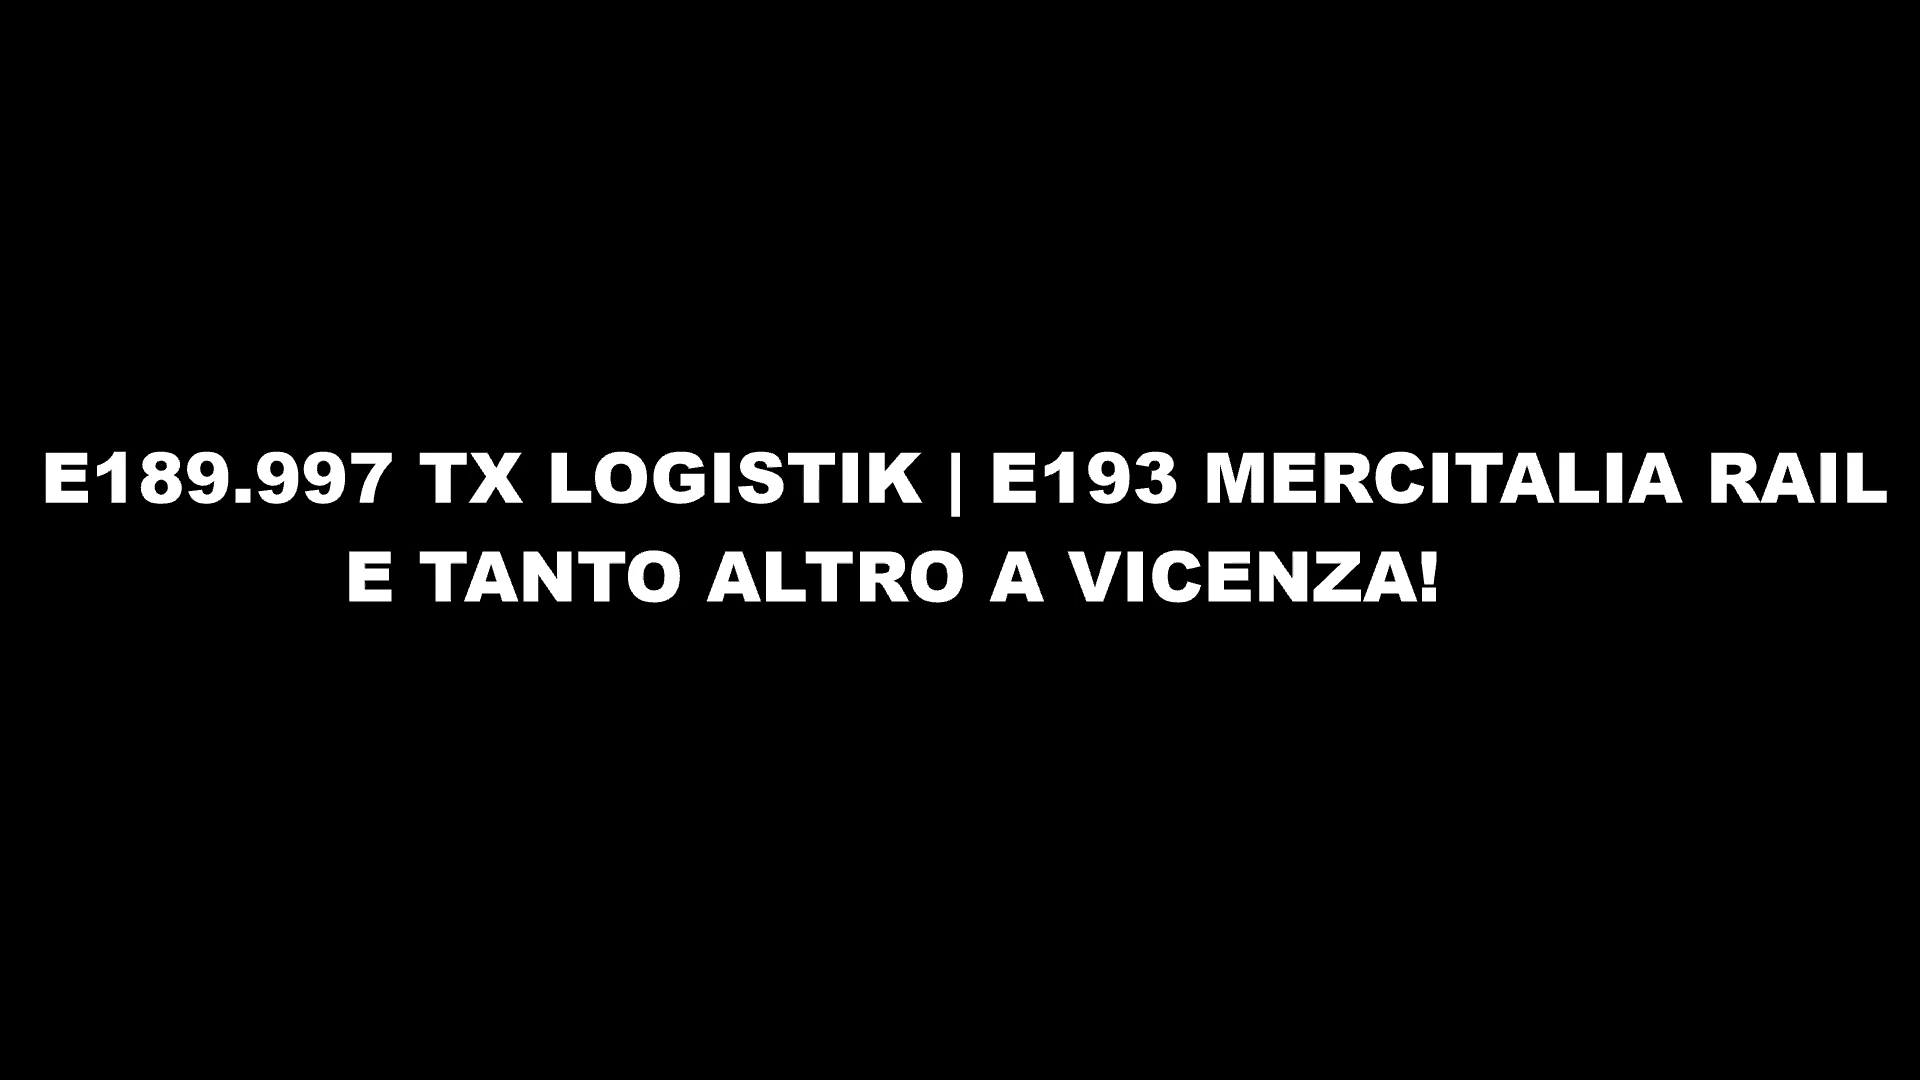 E189.997 TX LOGISTIK | E193 MERCITALIA RAIL
E TANTO ALTRO A VICENZA!